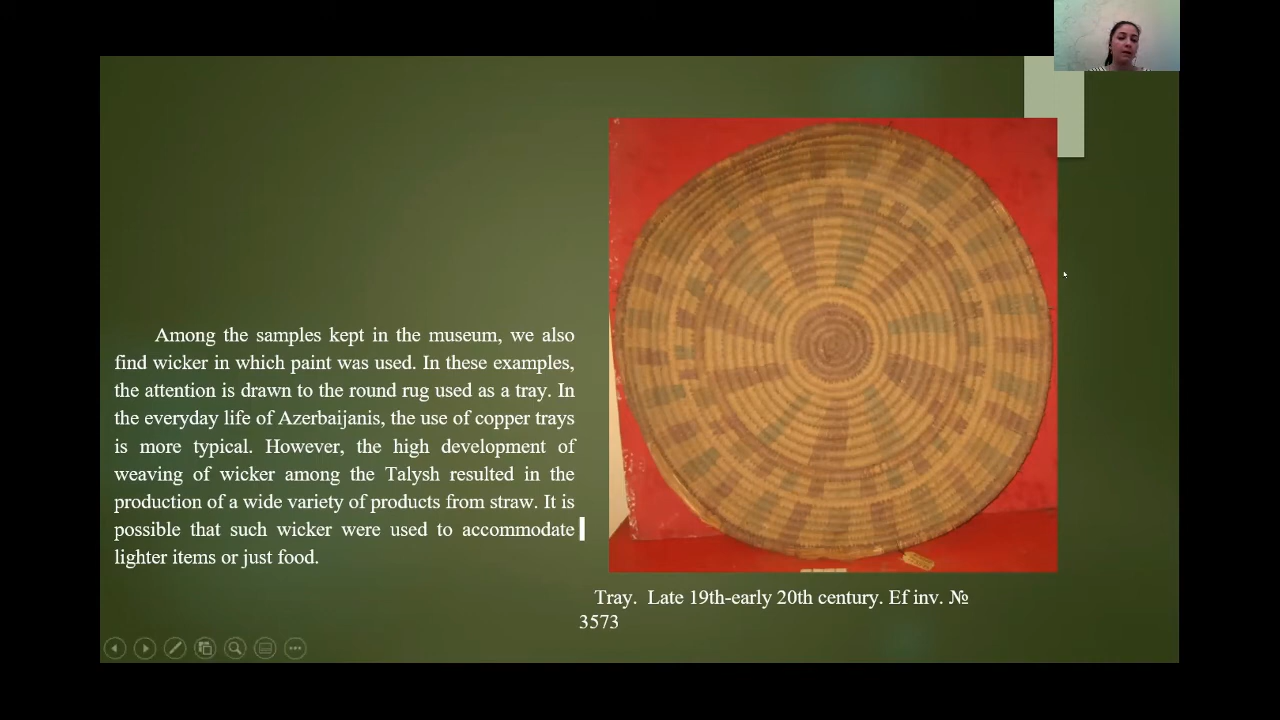 Among the samples kept in the museum, we also
find wicker in which paint was used. In these examples,
the attention is drawn to the round rug used as a tray. In
the everyday life of Azerbaijanis, the use of copper trays
is more typical. However, the high development of
weaving of wicker among the Talysh resulted in the
production of a wide variety of products from straw. It is
possible that such wicker were used to accommodate
lighter items or just food.
Tray. Late 19th-early 20th century. Ef inv. №
3573